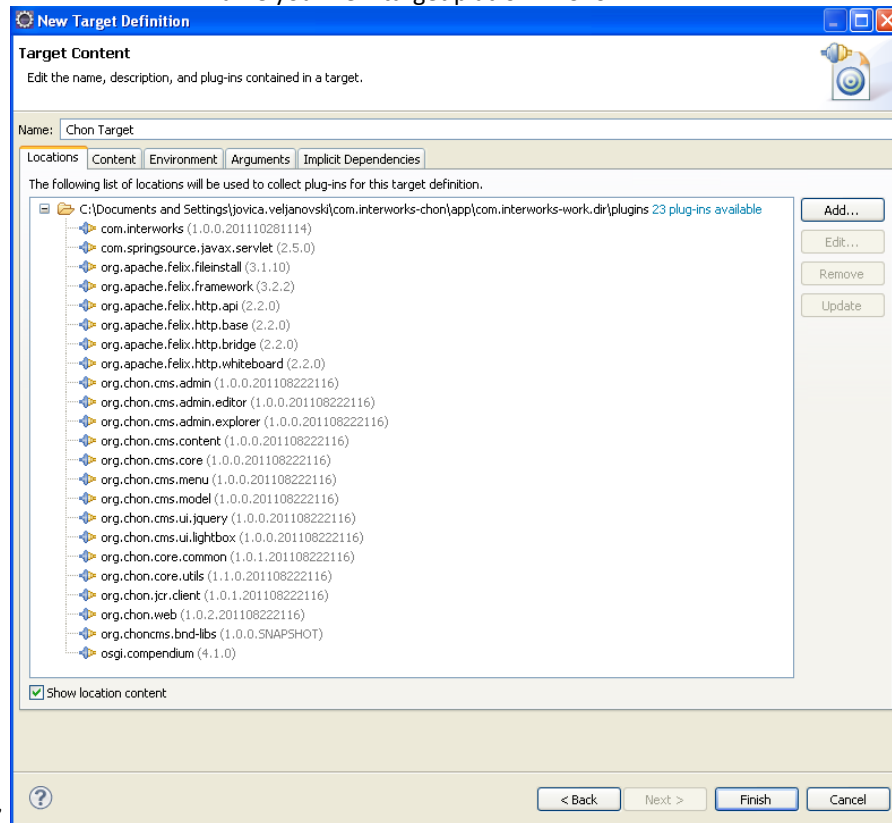 New Target Definition
Target Content
Edit the name, description, and plug-ins contained in a target.
Name: Chon Target
Locations Content Environment Arguments Implicit Dependencies
The following list of locations will be used to collect plug-ins for this target definition.
C:\Documents and Settings\jovica.veljanovski\com.interworks-chon\app\com.interworks-work.dir\plugins 23 plug-ins available
Add...
com.interworks (1.0.0.201110281114)
com.springsource.javax.servlet (2.5.0)
Edit...
org.apache.felix.fileinstall (3.1.10)
Remove
org.apache.felix.framework (3.2.2)
org.apache.felix.http.api (2.2.0)
Update
org.apache.felix.http.base (2.2.0)
org.apache.felix.http.bridge (2.2.0)
org.apache.felix.http.whiteboard (2.2.0)
org.chon.cms.admin (1.0.0.201108222116)
org.chon.cms.admin.editor (1.0.0.201108222116)
org.chon.cms.admin.explorer (1.0.0.201108222116)
org.chon.cms.content (1.0.0.201108222116)
org.chon.cms.core (1.0.0.201108222116)
org.chon.cms.menu (1.0.0.201108222116)
org.chon.cms.model (1.0.0.201108222116)
org.chon.cms.ui.jquery (1.0.0.201108222116)
org.chon.cms.ui.lightbox (1.0.0.201108222116)
org.chon.core.common (1.0.1.201108222116)
org.chon.core.utils (1.1.0.201108222116)
org.chon.jcr.client (1.0.1.201108222116)
org.chon.web (1.0.2.201108222116)
org.choncms.bnd-libs (1.0.0.SNAPSHOT)
osgi.compendium (4.1.0)
Show location content
< Back Next > Finish Cancel